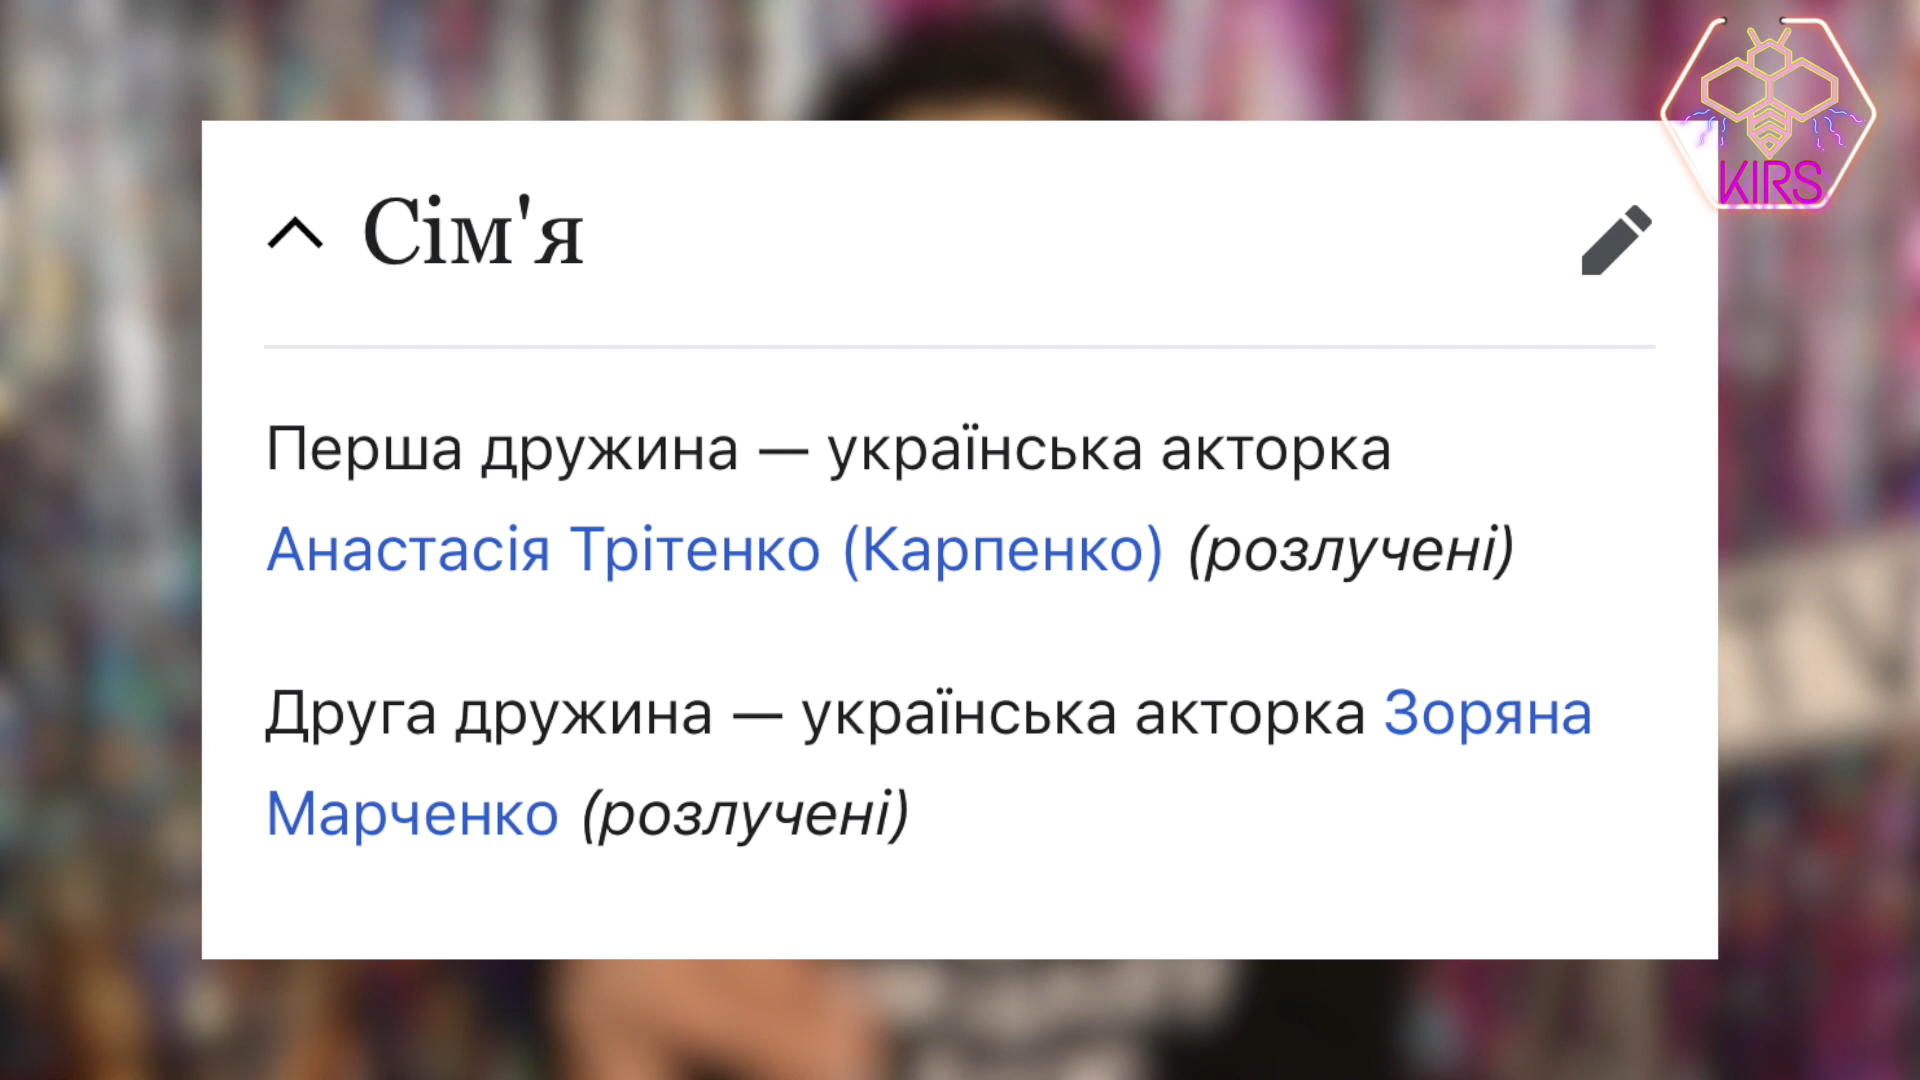 KIRS
Сім'я
Перша дружина — українська акторка
Анастасія Трітенко (Карпенко) (розлучені)
Друга дружина — українська акторка Зоряна
Марченко (розлучені)